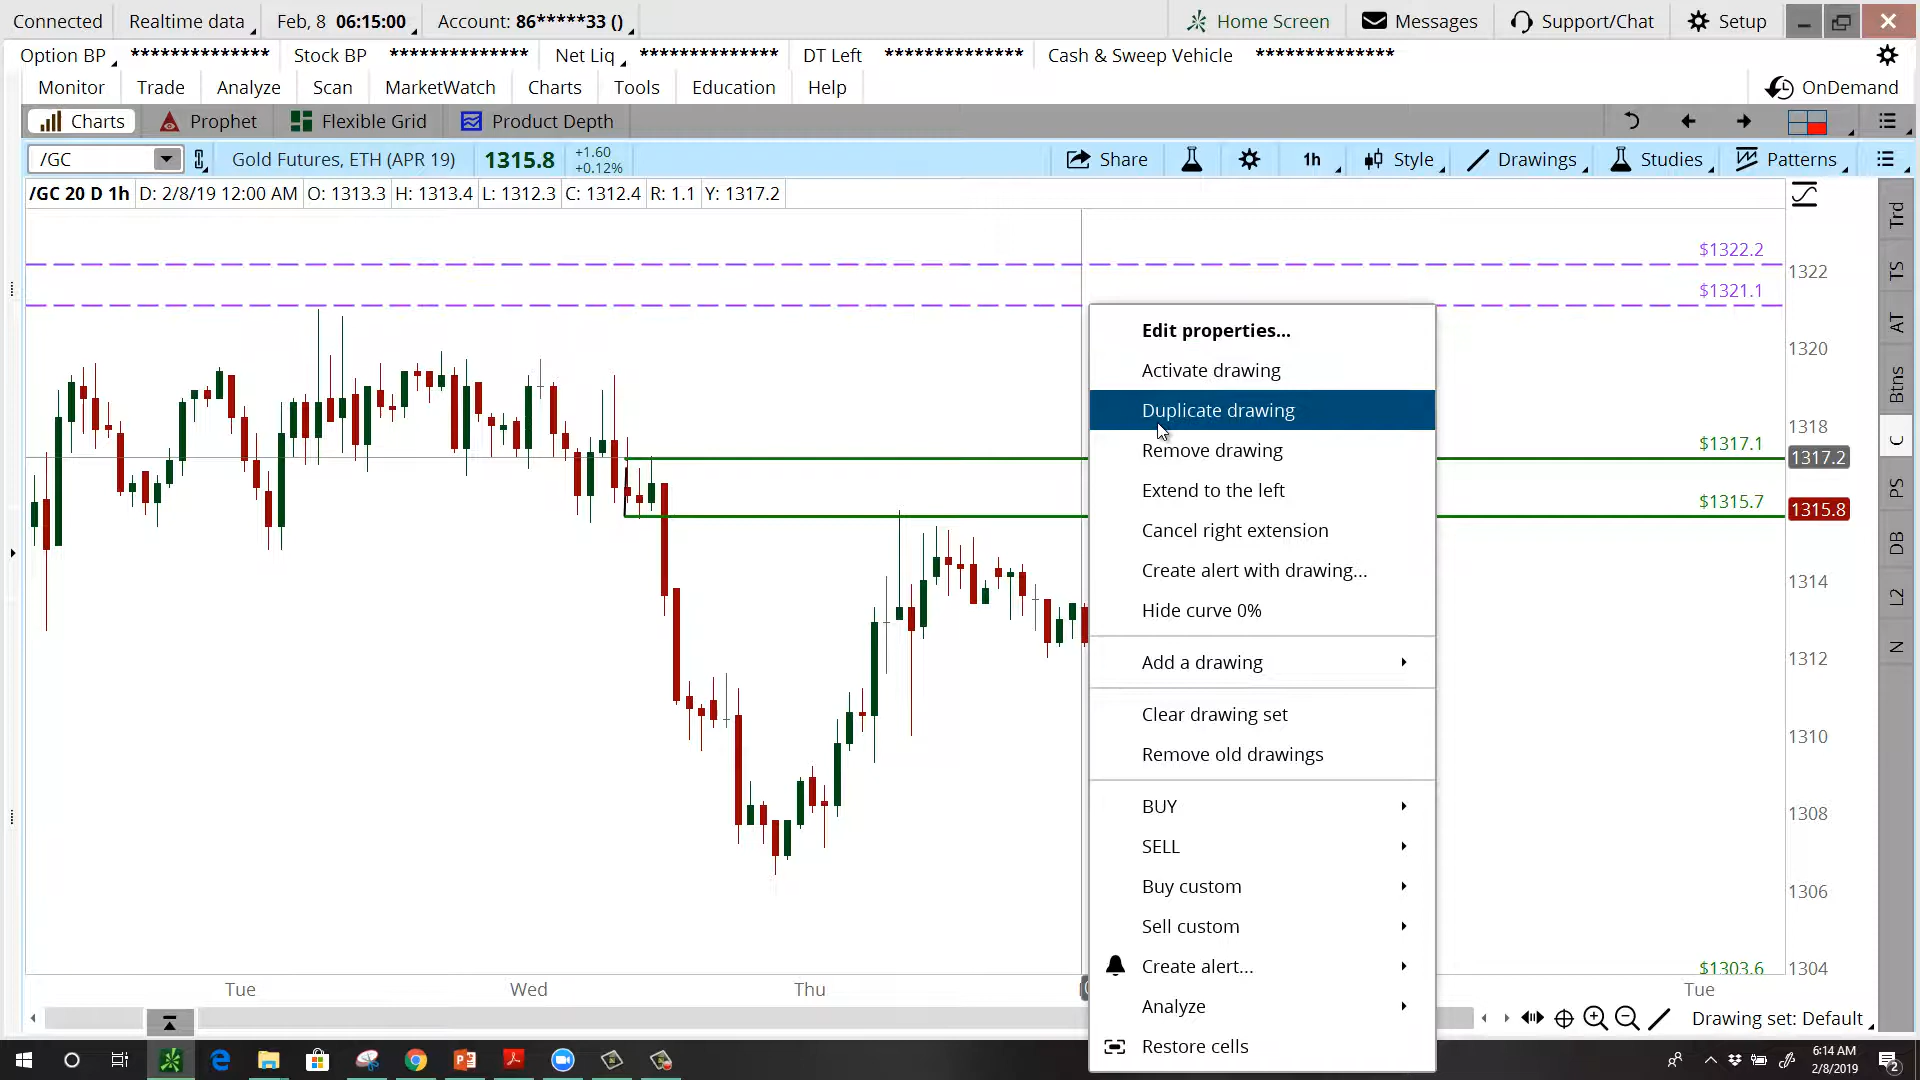 Connected Realtime data Feb, 8 06:15:00 Account: 86*****33 () Home Screen Messages Support/Chat Setup
Option BP ************** Stock BP ************** Net Liq ************** DT Left ************** Cash & Sweep Vehicle **************
Monitor Trade Analyze Scan MarketWatch Charts Tools Education Help OnDemand
Charts Prophet Flexible Grid Product Depth
/GC Gold Futures, ETH (APR 19) 1315.8 +1.60 Share 1h Style Drawings Studies Patterns
+0.12%
/GC 20 D 1h D: 2/8/19 12:00 AM O: 1313.3 H: 1313.4 L: 1312.3 C: 1312.4 R: 1.1 Y: 1317.2
Trd
$1322.2
1322
TS
$1321.1
AT
Edit properties...
1320
Activate drawing
Btns
Duplicate drawing
1318
C
$1317.1
Remove drawing
1317.2
Extend to the left
PS
$1315.7
1315.8
Cancel right extension
DB
Create alert with drawing...
1314
L2
Hide curve 0%
N
Add a drawing
1312
Clear drawing set
1310
Remove old drawings
BUY
1308
SELL
Buy custom
1306
Sell custom
Create alert...
$1303.6
1304
Tue Wed Thu Tue
Analyze
Drawing set: Default
Restore cells
6:14 AM
2/8/2019
2